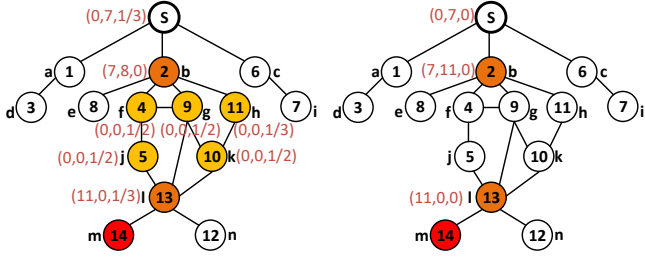 (0,7,1/3) S (0,7,0) S
a 1 (7,8,0) 2 b 6 c a 1 (7,11,0) 2 b 6 c
d 3 e 8 f 4 9 g 11 h 7 i d 3 e 8 f 4 9 g 11 h 7 i
(0,0,1/2) (0,0,1/2) (0,0,1/3)
(0,0,1/2) j 5 10 k (0,0,1/2) j 5 10 k
(11,0,1/3) l 13 (11,0,0) l 13
m 14 12 n m 14 12 n